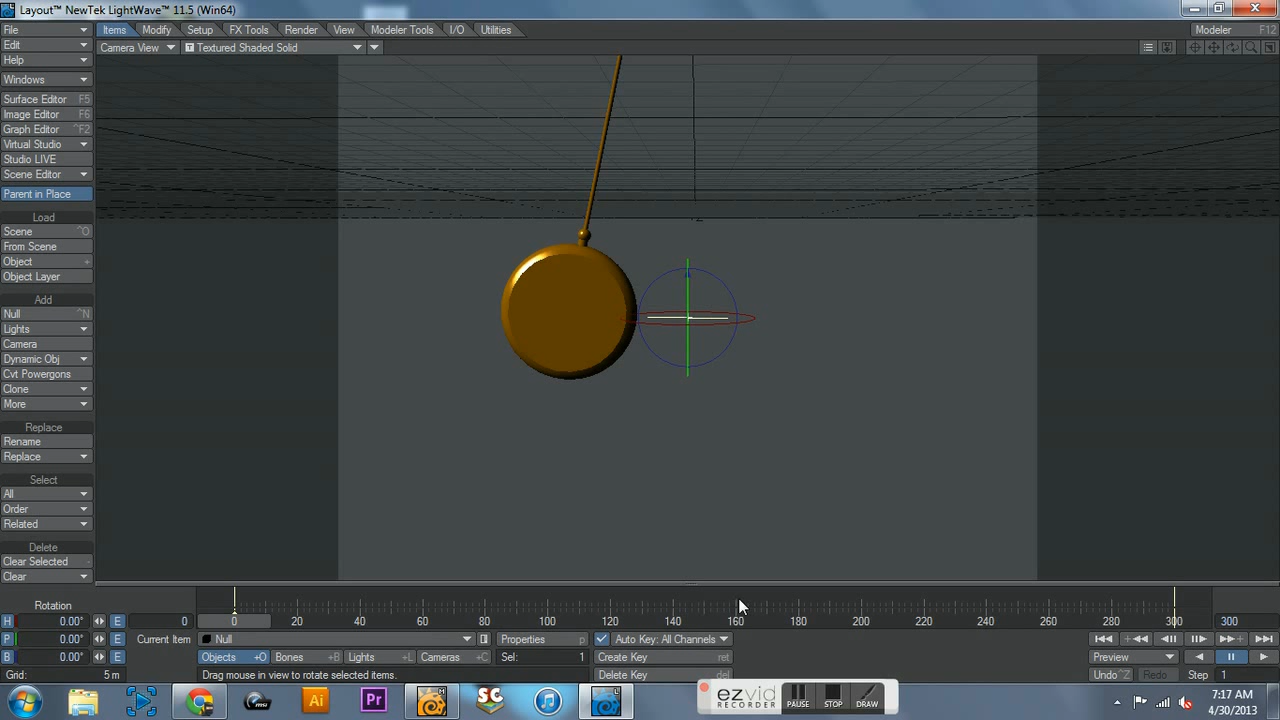 Layout™ NewTek LightWave™ 11.5 (Win64)
File Items Modify Setup FX Tools Render View Modeler Tools I/O Utilities Modeler F12
Edit Camera View T Textured Shaded Solid
Help
Windows
Surface Editor F5
Image Editor F6
Graph Editor ^F2
Virtual Studio
Studio LIVE
Scene Editor
Parent in Place
Load
Scene ^O
From Scene
Object +
Object Layer
Add
Null ^N
Lights
Camera
Dynamic Obj
Cvt Powergons
Clone
More
Replace
Rename
Replace
Select
All
Order
Related
Delete
Clear Selected -
Clear
Rotation
H 0.00° E 0 0 20 40 60 80 100 120 140 160 180 200 220 240 260 280 300 300
P 0.00° E Current Item Null Properties p Auto Key: All Channels
B 0.00° E Objects +O Bones +B Lights +L Cameras +C Sel: 1 Create Key ret Preview
Grid: 5 m Drag mouse in view to rotate selected items. Delete Key del Undo ^Z Redo Step 1
Ai Pr SC ezvid RECORDER PAUSE STOP DRAW
7:17 AM
4/30/2013